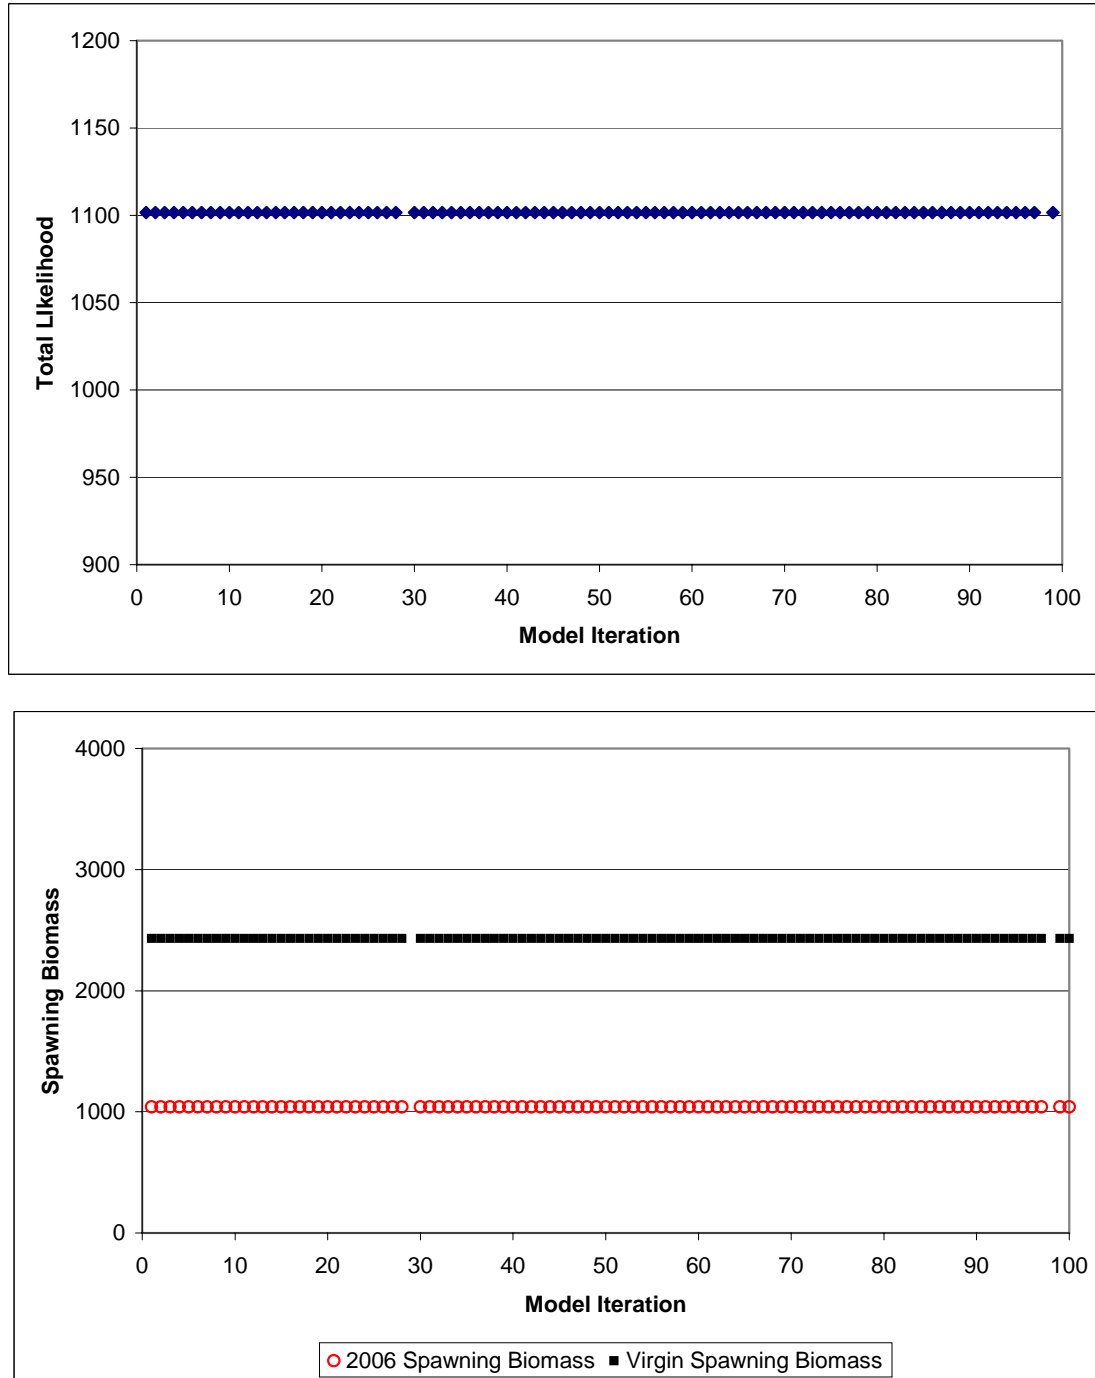 1200
1150
1100
1050
1000
950
900
Total LIkelihood
0 10 20 30 40 50 60 70 80 90 100
Model Iteration
4000
3000
2000
1000
0
Spawning Biomass
0 10 20 30 40 50 60 70 80 90 100
Model Iteration
2006 Spawning Biomass Virgin Spawning Biomass